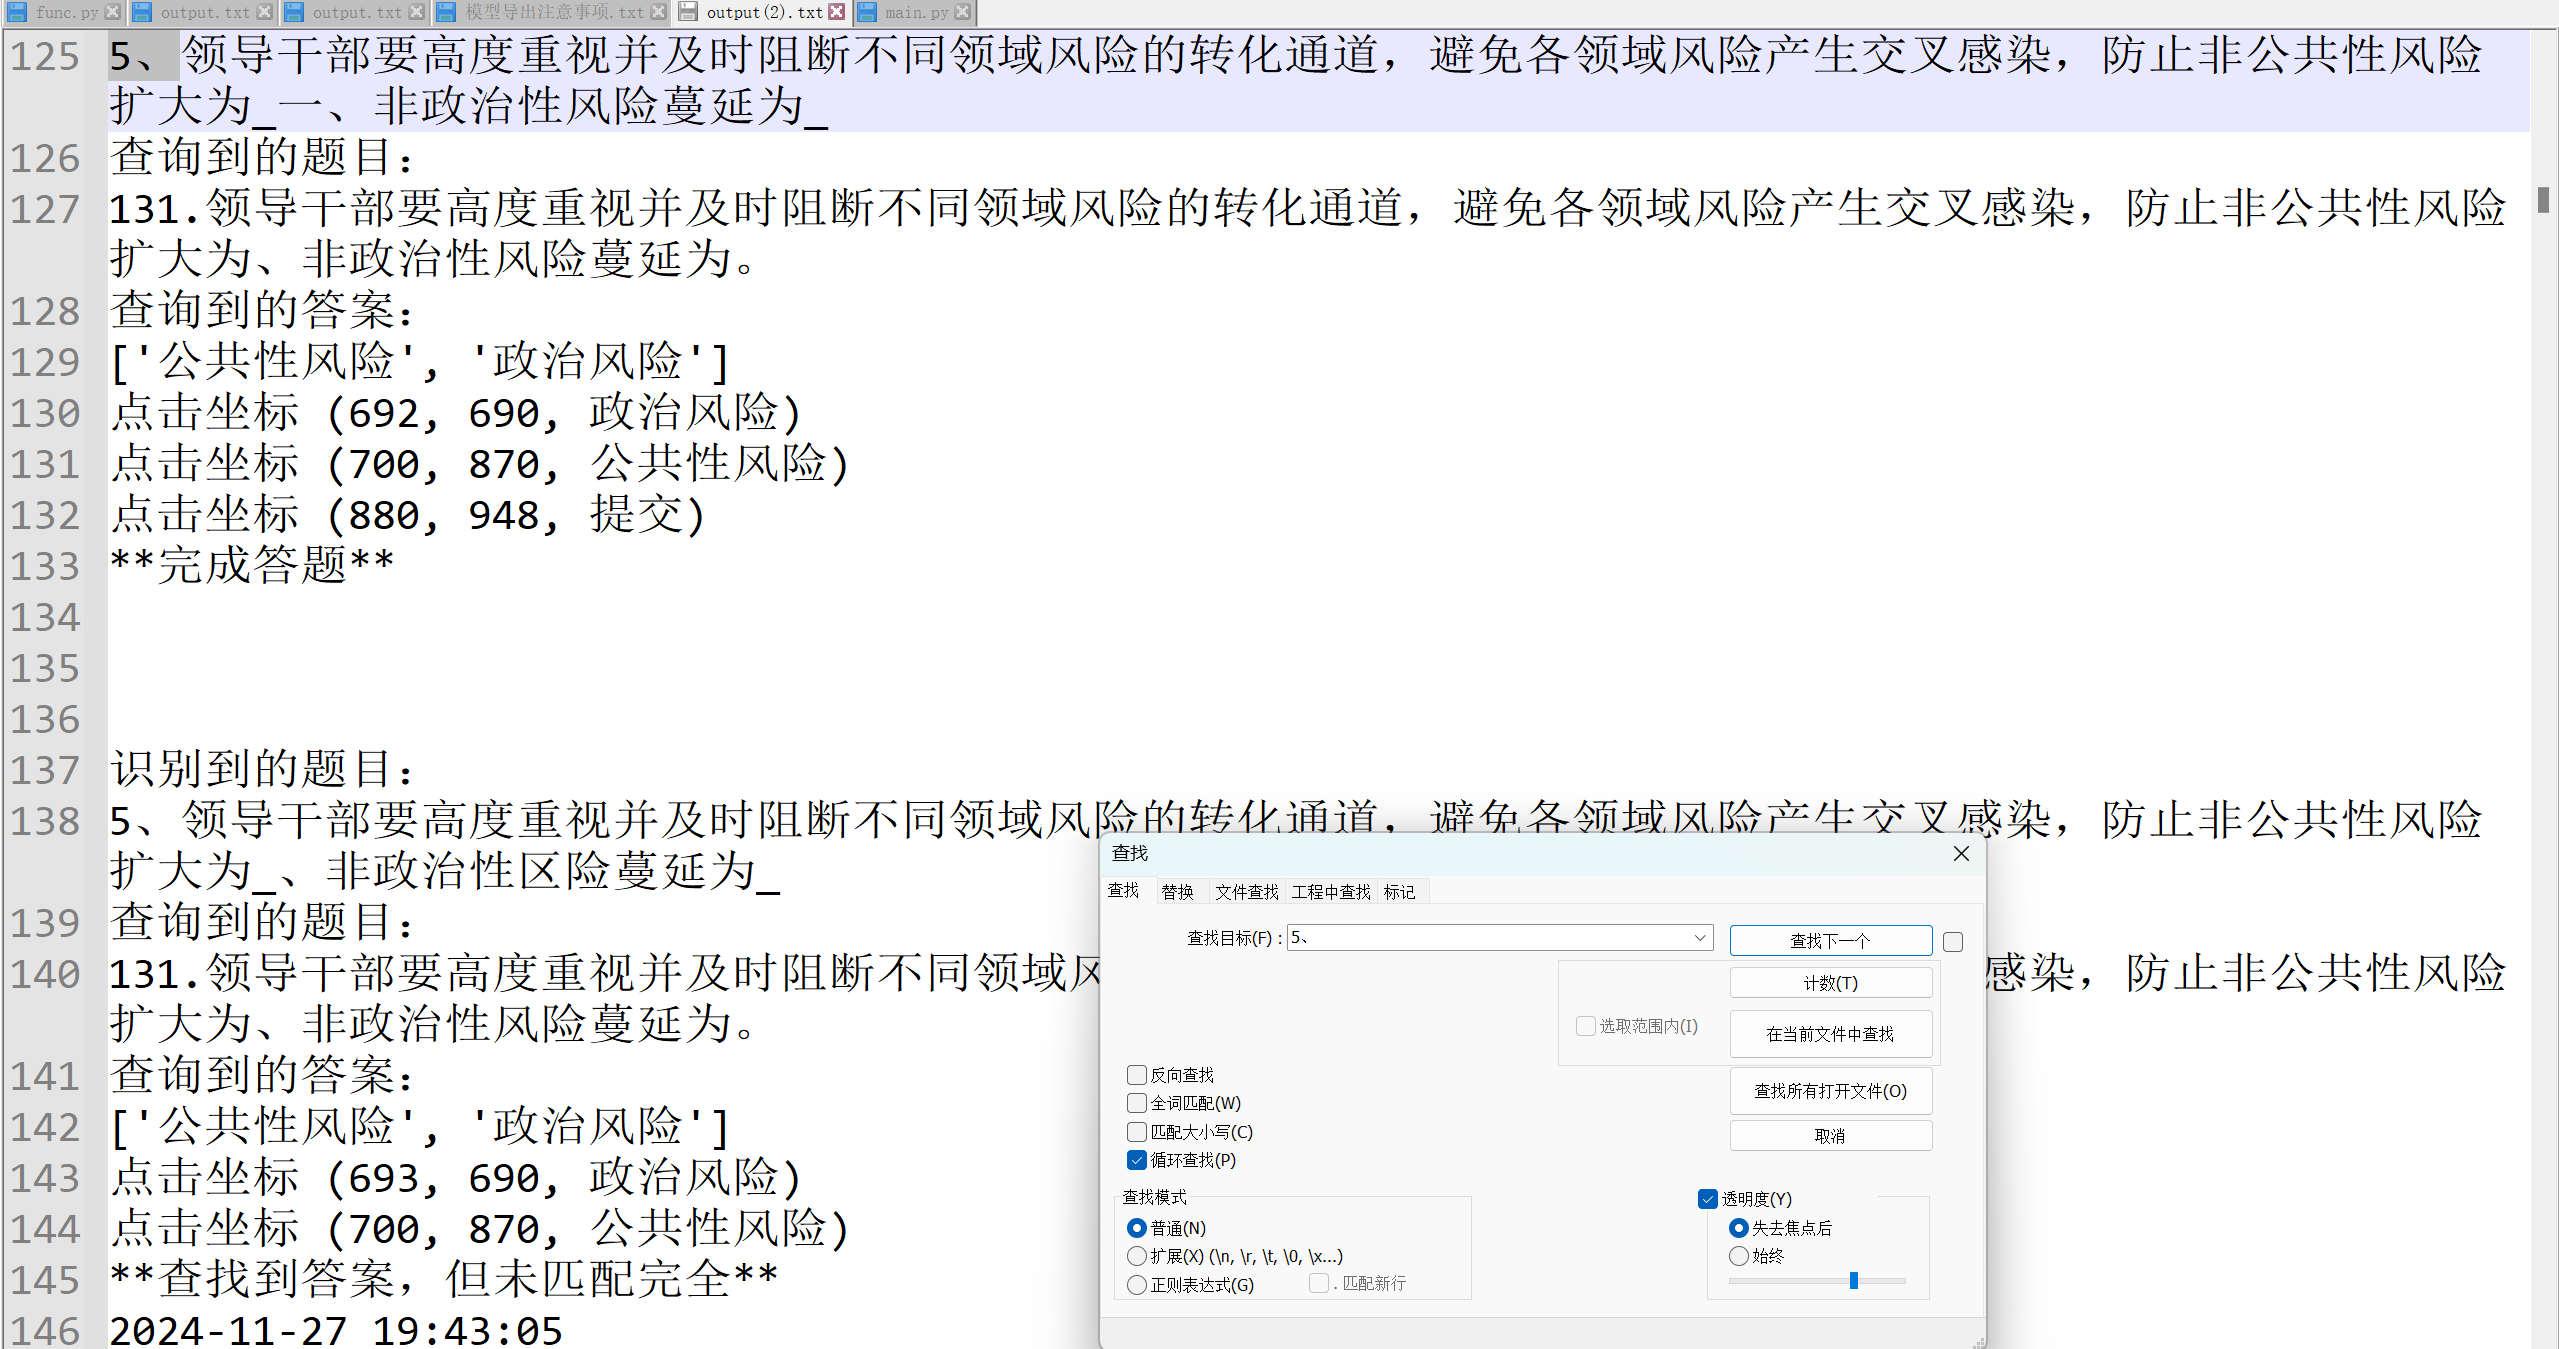 func.py output.txt output.txt 模型导出注意事项.txt output(2).txt main.py
125 5、领导干部要高度重视并及时阻断不同领域风险的转化通道，避免各领域风险产生交叉感染，防止非公共性风险
扩大为_一、非政治性风险蔓延为_
126 查询到的题目：
127 131.领导干部要高度重视并及时阻断不同领域风险的转化通道，避免各领域风险产生交叉感染，防止非公共性风险
扩大为、非政治性风险蔓延为。
128 查询到的答案：
129 ['公共性风险', '政治风险']
130 点击坐标 (692, 690, 政治风险)
131 点击坐标 (700, 870, 公共性风险)
132 点击坐标 (880, 948, 提交)
133 **完成答题**
134
135
136
137 识别到的题目：
138 5、领导干部要高度重视并及时阻断不同领域风险的转化通道，避免各领域风险产生交叉感染，防止非公共性风险
扩大为_、非政治性区险蔓延为_
139 查询到的题目：
140 131.领导干部要高度重视并及时阻断不同领域风 感染，防止非公共性风险
扩大为、非政治性风险蔓延为。
141 查询到的答案：
142 ['公共性风险', '政治风险']
143 点击坐标 (693, 690, 政治风险)
144 点击坐标 (700, 870, 公共性风险)
145 **查找到答案，但未匹配完全**
146 2024-11-27 19:43:05
查找
查找 替换 文件查找 工程中查找 标记
查找目标(F)：5、 查找下一个
计数(T)
选取范围内(I) 在当前文件中查找
反向查找 查找所有打开文件(O)
全词匹配(W)
匹配大小写(C) 取消
循环查找(P)
查找模式 透明度(Y)
普通(N) 失去焦点后
扩展(X) (\n, \r, \t, \0, \x...) 始终
正则表达式(G) . 匹配新行